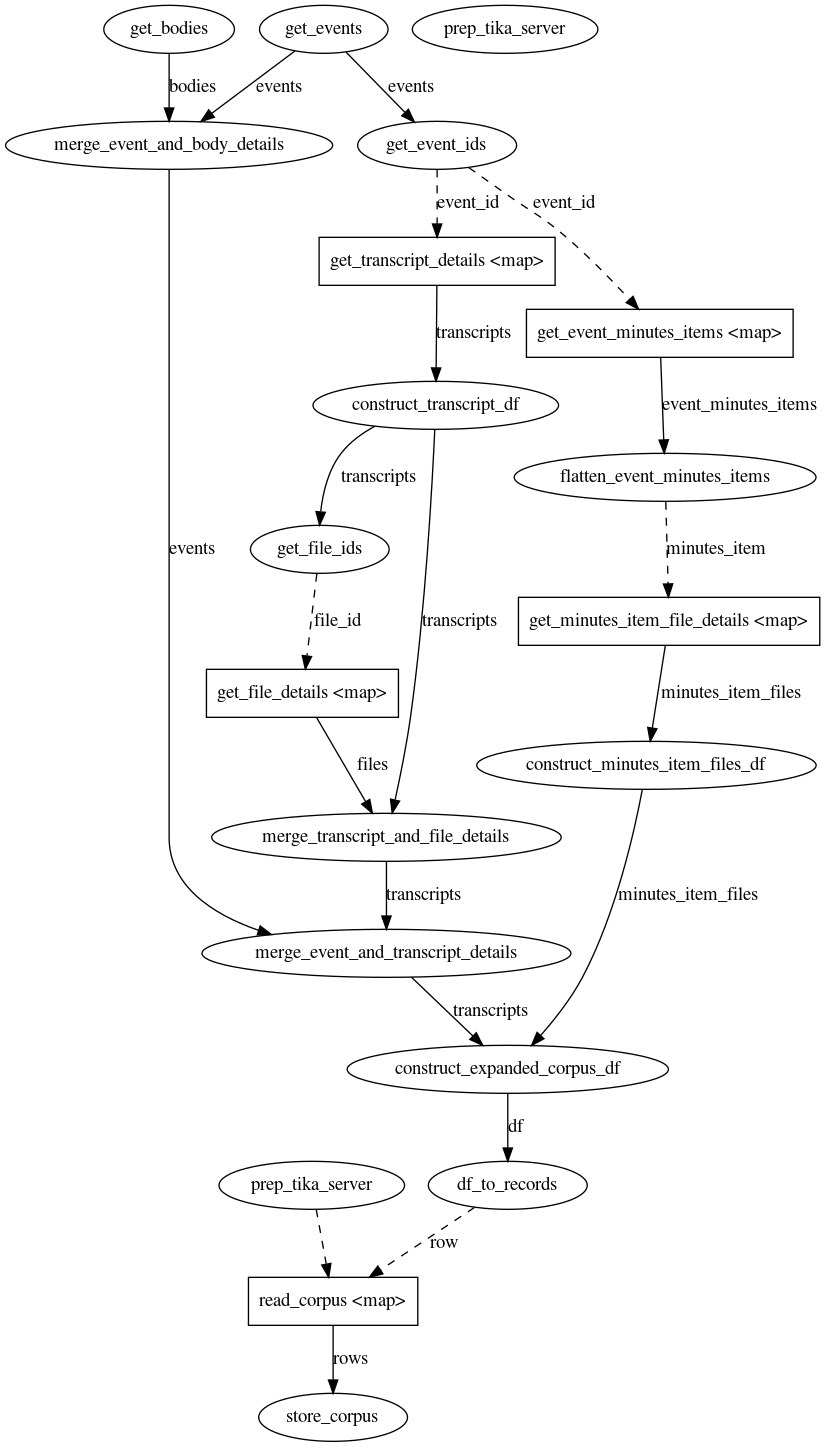 get_bodies
get_events
prep_tika_server
bodies
events
events
merge_event_and_body_details
get_event_ids
event_id
event_id
get_transcript_details <map>
get_event_minutes_items <map>
transcripts
construct_transcript_df
event_minutes_items
transcripts
flatten_event_minutes_items
events
get_file_ids
minutes_item
file_id
transcripts
get_minutes_item_file_details <map>
get_file_details <map>
minutes_item_files
files
construct_minutes_item_files_df
merge_transcript_and_file_details
transcripts
minutes_item_files
merge_event_and_transcript_details
transcripts
construct_expanded_corpus_df
df
prep_tika_server
df_to_records
row
read_corpus <map>
rows
store_corpus